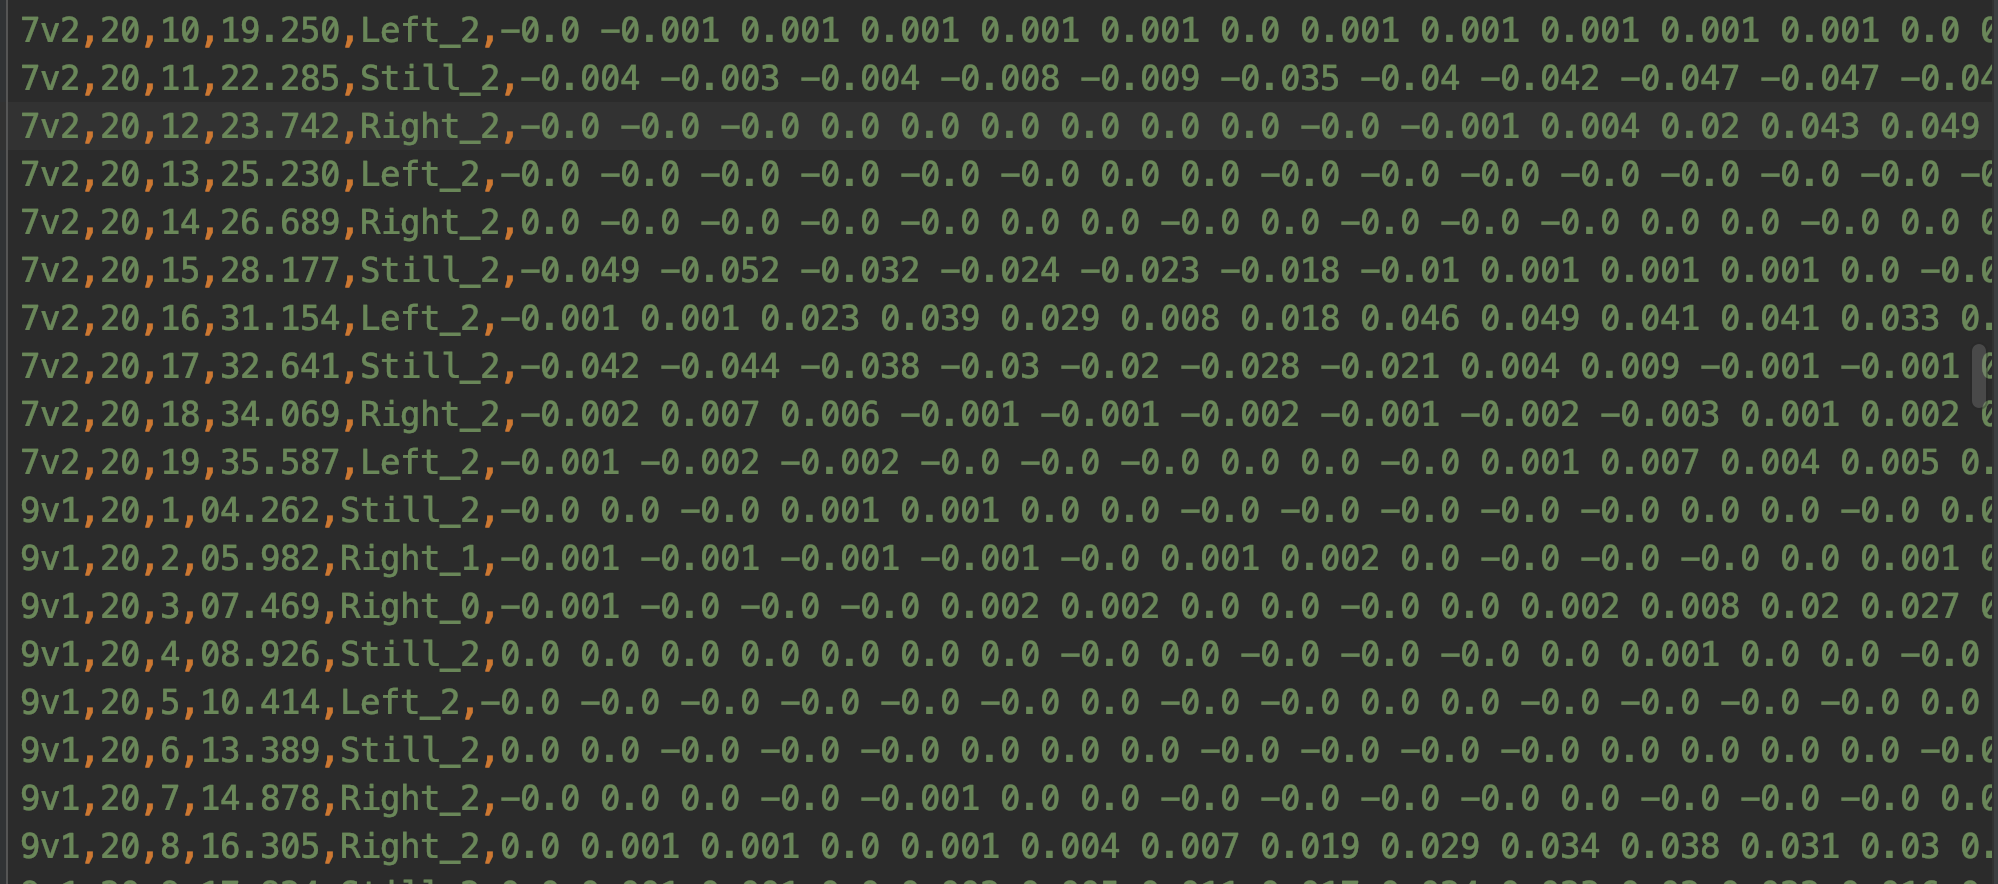 7v2,20,10,19.250,Left_2,-0.0 -0.001 0.001 0.001 0.001 0.001 0.0 0.001 0.001 0.001 0.001 0.001 0.0
7v2,20,11,22.285,Still_2,-0.004 -0.003 -0.004 -0.008 -0.009 -0.035 -0.04 -0.042 -0.047 -0.047
7v2,20,12,23.742,Right_2,-0.0 -0.0 -0.0 0.0 0.0 0.0 0.0 0.0 -0.0 -0.001 0.004 0.02 0.043 0.049
7v2,20,13,25.230,Left_2,-0.0 -0.0 -0.0 -0.0 -0.0 -0.0 0.0 0.0 -0.0 -0.0 -0.0 -0.0 -0.0 -0.0 -0.0
7v2,20,14,26.689,Right_2,0.0 -0.0 -0.0 -0.0 -0.0 0.0 0.0 -0.0 0.0 -0.0 -0.0 -0.0 0.0 0.0 -0.0 0.0
7v2,20,15,28.177,Still_2,-0.049 -0.052 -0.032 -0.024 -0.023 -0.018 -0.01 0.001 0.001 0.001 0.0
7v2,20,16,31.154,Left_2,-0.001 0.001 0.023 0.039 0.029 0.008 0.018 0.046 0.049 0.041 0.041 0.033
7v2,20,17,32.641,Still_2,-0.042 -0.044 -0.038 -0.03 -0.02 -0.028 -0.021 0.004 0.009 -0.001 -0.001
7v2,20,18,34.069,Right_2,-0.002 0.007 0.006 -0.001 -0.001 -0.002 -0.001 -0.002 -0.003 0.001 0.002
7v2,20,19,35.587,Left_2,-0.001 -0.002 -0.002 -0.0 -0.0 -0.0 0.0 0.0 -0.0 0.001 0.007 0.004 0.005
9v1,20,1,04.262,Still_2,-0.0 0.0 -0.0 0.001 0.001 0.0 0.0 -0.0 -0.0 -0.0 -0.0 -0.0 0.0 0.0 -0.0
9v1,20,2,05.982,Right_1,-0.001 -0.001 -0.001 -0.001 -0.0 0.001 0.002 0.0 -0.0 -0.0 -0.0 0.0 0.001
9v1,20,3,07.469,Right_0,-0.001 -0.0 -0.0 -0.0 0.002 0.002 0.0 0.0 -0.0 0.0 0.002 0.008 0.02 0.027
9v1,20,4,08.926,Still_2,0.0 0.0 0.0 0.0 0.0 0.0 0.0 -0.0 0.0 -0.0 -0.0 -0.0 0.0 0.001 0.0 0.0 -0.0
9v1,20,5,10.414,Left_2,-0.0 -0.0 -0.0 -0.0 -0.0 -0.0 0.0 -0.0 -0.0 0.0 0.0 -0.0 -0.0 -0.0 -0.0 0.0
9v1,20,6,13.389,Still_2,0.0 0.0 -0.0 -0.0 -0.0 0.0 0.0 0.0 -0.0 -0.0 -0.0 -0.0 0.0 0.0 0.0 0.0
9v1,20,7,14.878,Right_2,-0.0 0.0 0.0 -0.0 -0.001 0.0 0.0 -0.0 -0.0 -0.0 -0.0 0.0 -0.0 -0.0 -0.0
9v1,20,8,16.305,Right_2,0.0 0.001 0.001 0.0 0.001 0.004 0.007 0.019 0.029 0.034 0.038 0.031 0.03